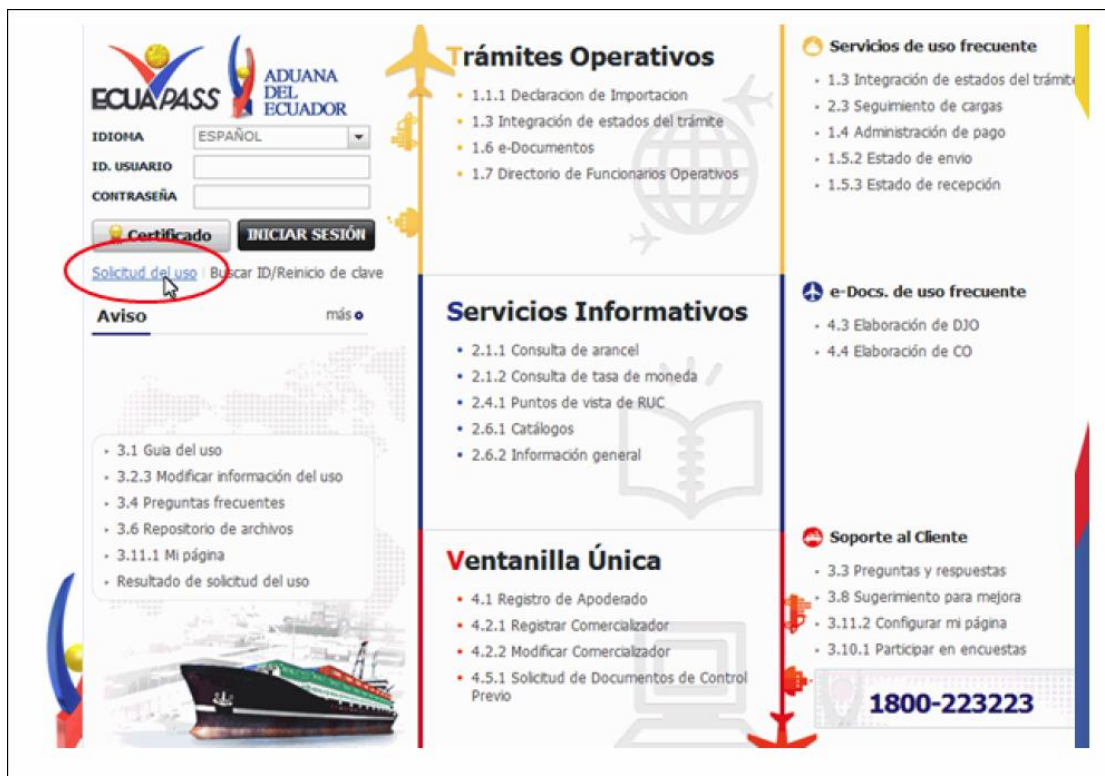 ECUAPASS
ADUANA
DEL
ECUADOR
IDIOMA ESPAÑOL
ID. USUARIO
CONTRASEÑA
Certificado INICIAR SESIÓN
Solicitud del uso | Buscar ID/Reinicio de clave
Aviso más
3.1 Guia del uso
3.2.3 Modificar información del uso
3.4 Preguntas frecuentes
3.6 Repositorio de archivos
3.11.1 Mi página
Resultado de solicitud del uso
Trámites Operativos
1.1.1 Declaracion de Importacion
1.3 Integración de estados del trámite
1.6 e-Documentos
1.7 Directorio de Funcionarios Operativos
Servicios Informativos
2.1.1 Consulta de arancel
2.1.2 Consulta de tasa de moneda
2.4.1 Puntos de vista de RUC
2.6.1 Catálogos
2.6.2 Información general
Ventanilla Única
4.1 Registro de Apoderado
4.2.1 Registrar Comercializador
4.2.2 Modificar Comercializador
4.5.1 Solicitud de Documentos de Control
Previo
Servicios de uso frecuente
1.3 Integración de estados del trámite
2.3 Seguimiento de cargas
1.4 Administración de pago
1.5.2 Estado de envio
1.5.3 Estado de recepción
e-Docs. de uso frecuente
4.3 Elaboración de DJO
4.4 Elaboración de CO
Soporte al Cliente
3.3 Preguntas y respuestas
3.8 Sugerimiento para mejora
3.11.2 Configurar mi página
3.10.1 Participar en encuestas
1800-223223